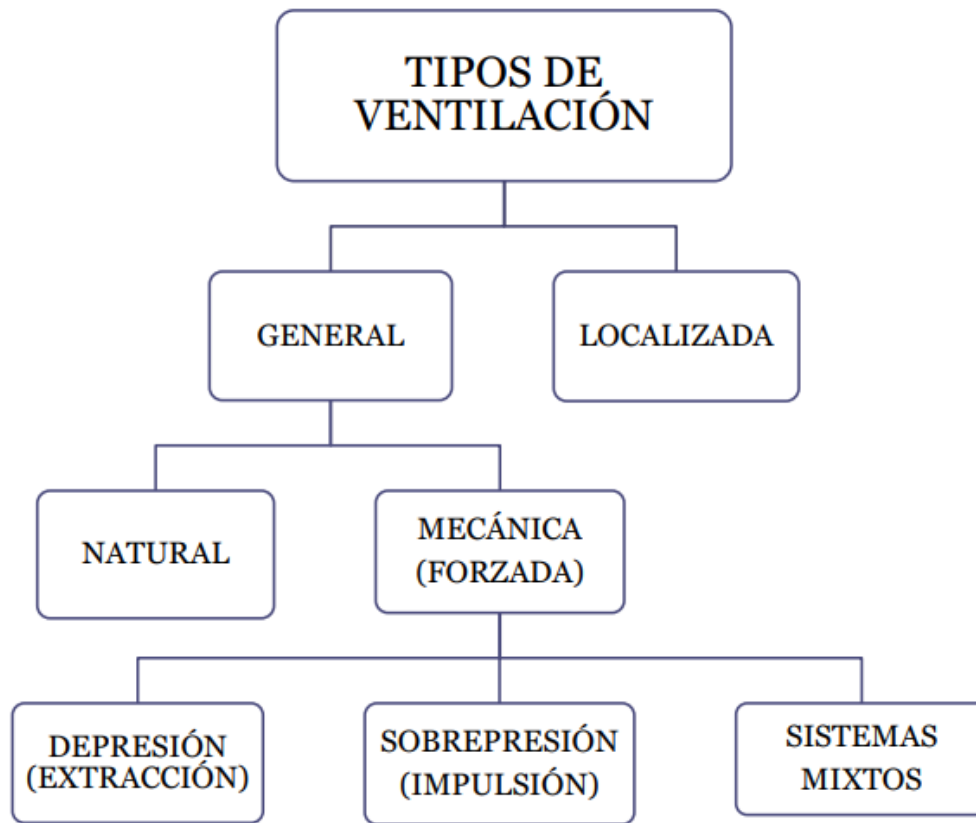 TIPOS DE
VENTILACIÓN
GENERAL
LOCALIZADA
NATURAL
MECÁNICA
(FORZADA)
DEPRESIÓN
(EXTRACCIÓN)
SOBREPRESIÓN
(IMPULSIÓN)
SISTEMAS
MIXTOS